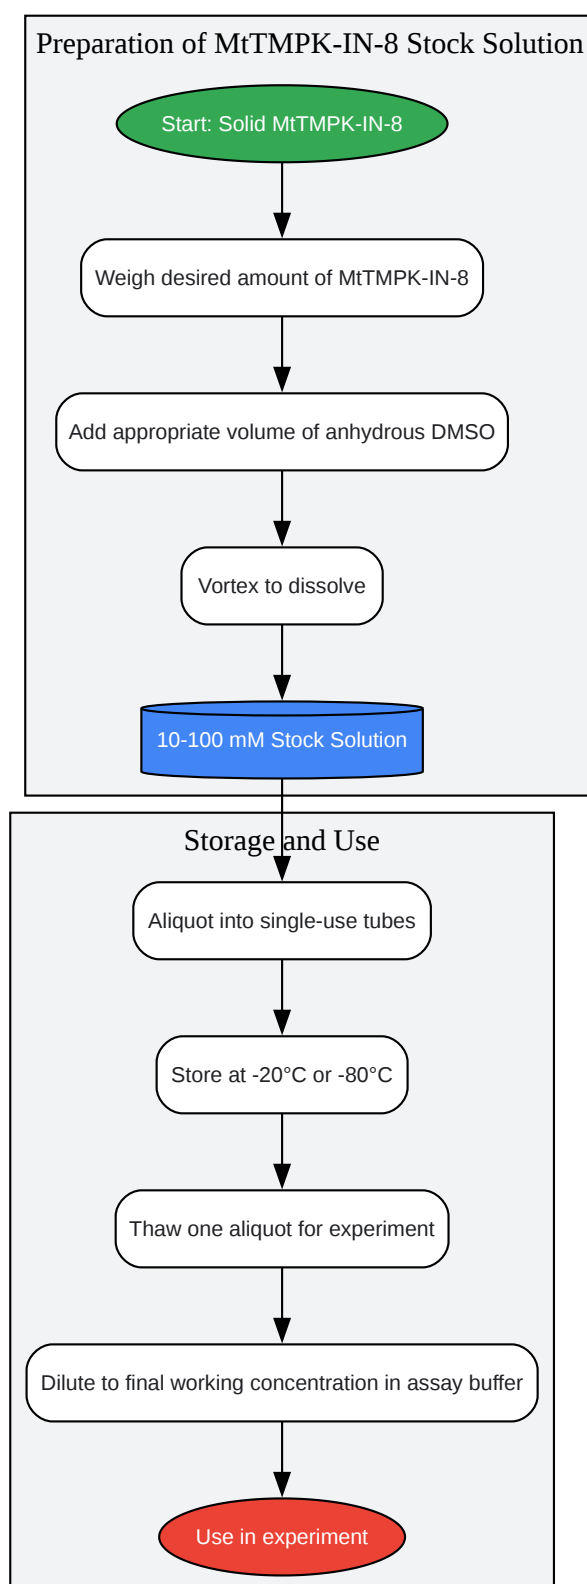 Preparation of MtTMPK-IN-8 Stock Solution
Start: Solid MtTMPK-IN-8
Weigh desired amount of MtTMPK-IN-8
Add appropriate volume of anhydrous DMSO
Vortex to dissolve
10-100 mM Stock Solution
Storage and Use
Aliquot into single-use tubes
Store at -20°C or -80°C
Thaw one aliquot for experiment
Dilute to final working concentration in assay buffer
Use in experiment